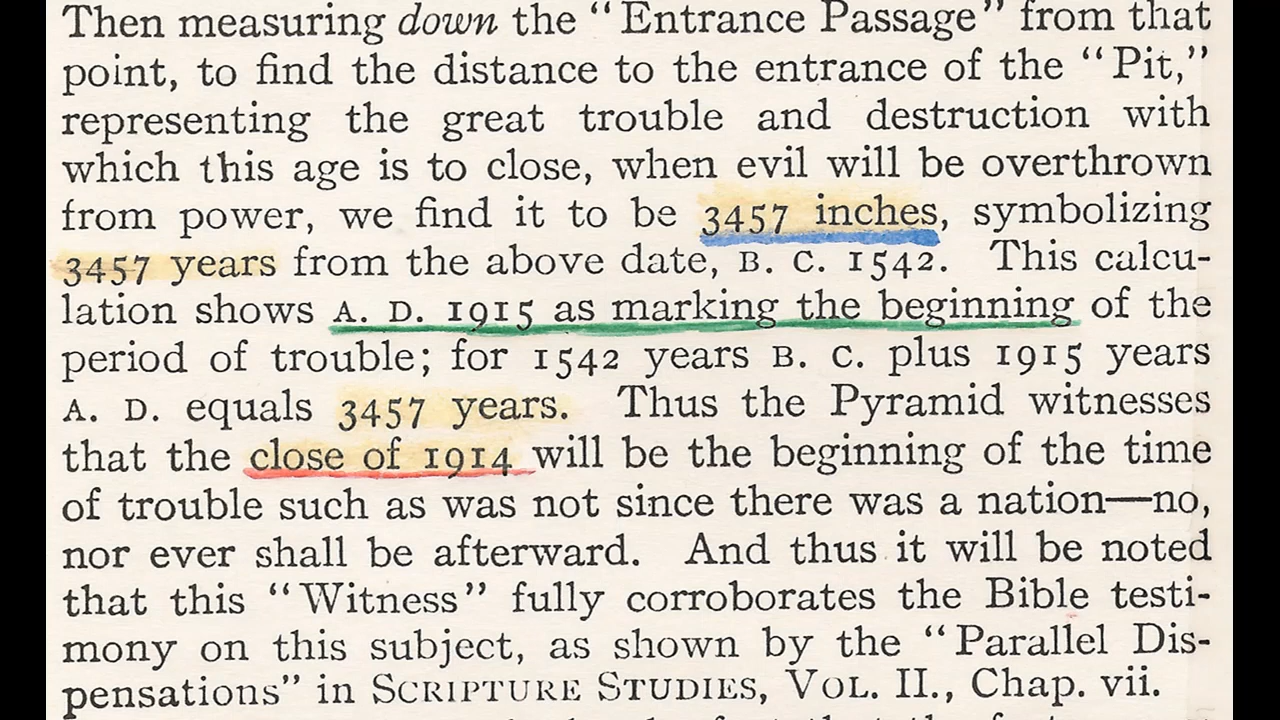 Then measuring down the “Entrance Passage” from that
point, to find the distance to the entrance of the “Pit,”
representing the great trouble and destruction with
which this age is to close, when evil will be overthrown
from power, we find it to be 3457 inches, symbolizing
3457 years from the above date, B. C. 1542. This calcu-
lation shows A. D. 1915 as marking the beginning of the
period of trouble; for 1542 years B. C. plus 1915 years
A. D. equals 3457 years. Thus the Pyramid witnesses
that the close of 1914 will be the beginning of the time
of trouble such as was not since there was a nation—no,
nor ever shall be afterward. And thus it will be noted
that this “Witness” fully corroborates the Bible testi-
mony on this subject, as shown by the “Parallel Dis-
pensations” in SCRIPTURE STUDIES, VOL. II., Chap. vii.